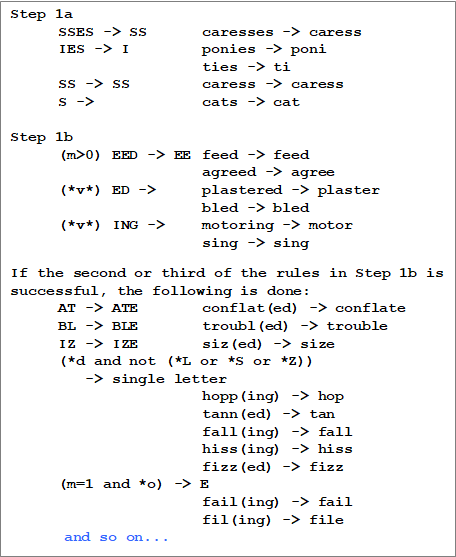 Step 1a
SSES -> SS caresses -> caress
IES -> I ponies -> poni
ties -> ti
SS -> SS caress -> caress
S -> cats -> cat
Step 1b
(m>0) EED -> EE feed -> feed
agreed -> agree
(*v*) ED -> plastered -> plaster
bled -> bled
(*v*) ING -> motoring -> motor
sing -> sing
If the second or third of the rules in Step 1b is
successful, the following is done:
AT -> ATE conflat(ed) -> conflate
BL -> BLE troubl(ed) -> trouble
IZ -> IZE siz(ed) -> size
(*d and not (*L or *S or *Z))
-> single letter
hopp(ing) -> hop
tann(ed) -> tan
fall(ing) -> fall
hiss(ing) -> hiss
fizz(ed) -> fizz
(m=1 and *o) -> E
fail(ing) -> fail
fil(ing) -> file
and so on...